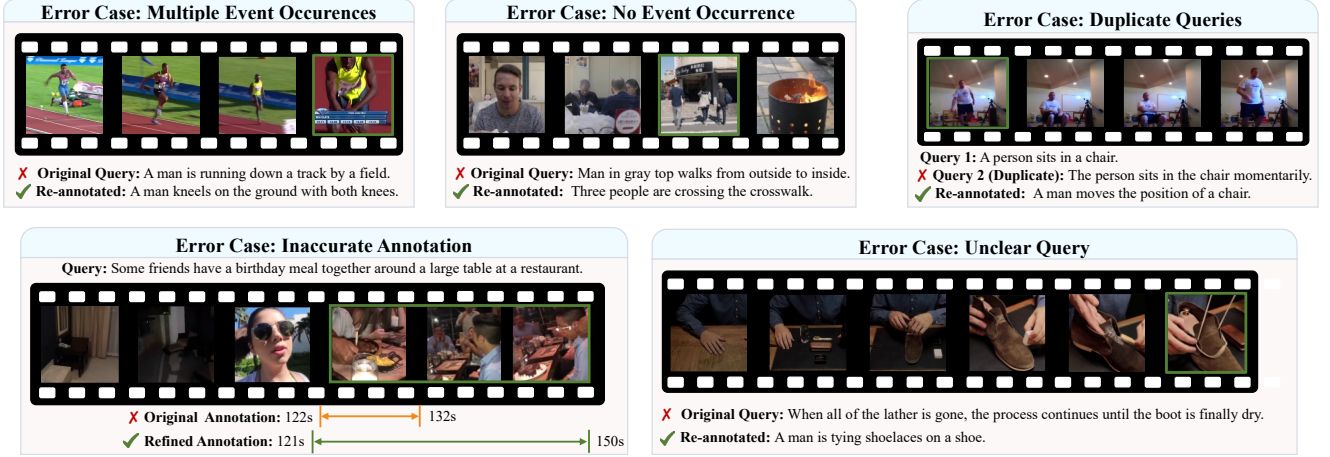 Error Case: Multiple Event Occurences
✗ Original Query: A man is running down a track by a field.
✓ Re-annotated: A man kneels on the ground with both knees.
Error Case: No Event Occurrence
✗ Original Query: Man in gray top walks from outside to inside.
✓ Re-annotated: Three people are crossing the crosswalk.
Error Case: Duplicate Queries
Query 1: A person sits in a chair.
✗ Query 2 (Duplicate): The person sits in the chair momentarily.
✓ Re-annotated: A man moves the position of a chair.
Error Case: Inaccurate Annotation
Query: Some friends have a birthday meal together around a large table at a restaurant.
✗ Original Annotation: 122s 132s
✓ Refined Annotation: 121s 150s
Error Case: Unclear Query
✗ Original Query: When all of the lather is gone, the process continues until the boot is finally dry.
✓ Re-annotated: A man is tying shoelaces on a shoe.